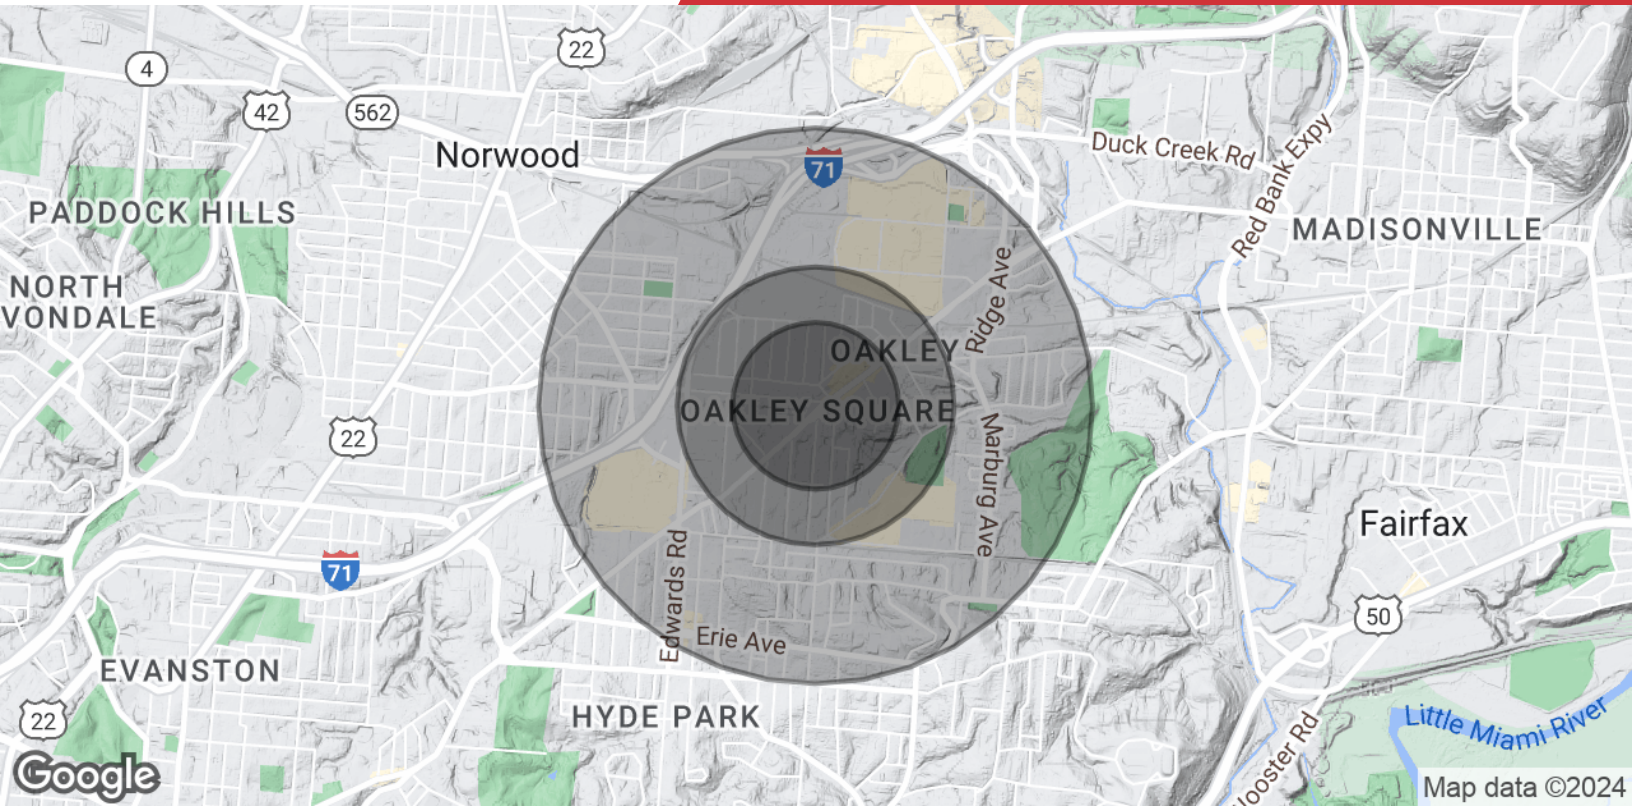 22
4
42
562
Norwood
71
Duck Creek Rd
Red Bank Expy
PADDOCK HILLS
MADISONVILLE
NORTH
VONDALE
Ridge Ave
OAKLEY
OAKLEY SQUARE
22
Marburg Ave
Fairfax
71
Edwards Rd
50
Erie Ave
EVANSTON
22
HYDE PARK
Little Miami River
Wooster Rd
Google
Map data ©2024